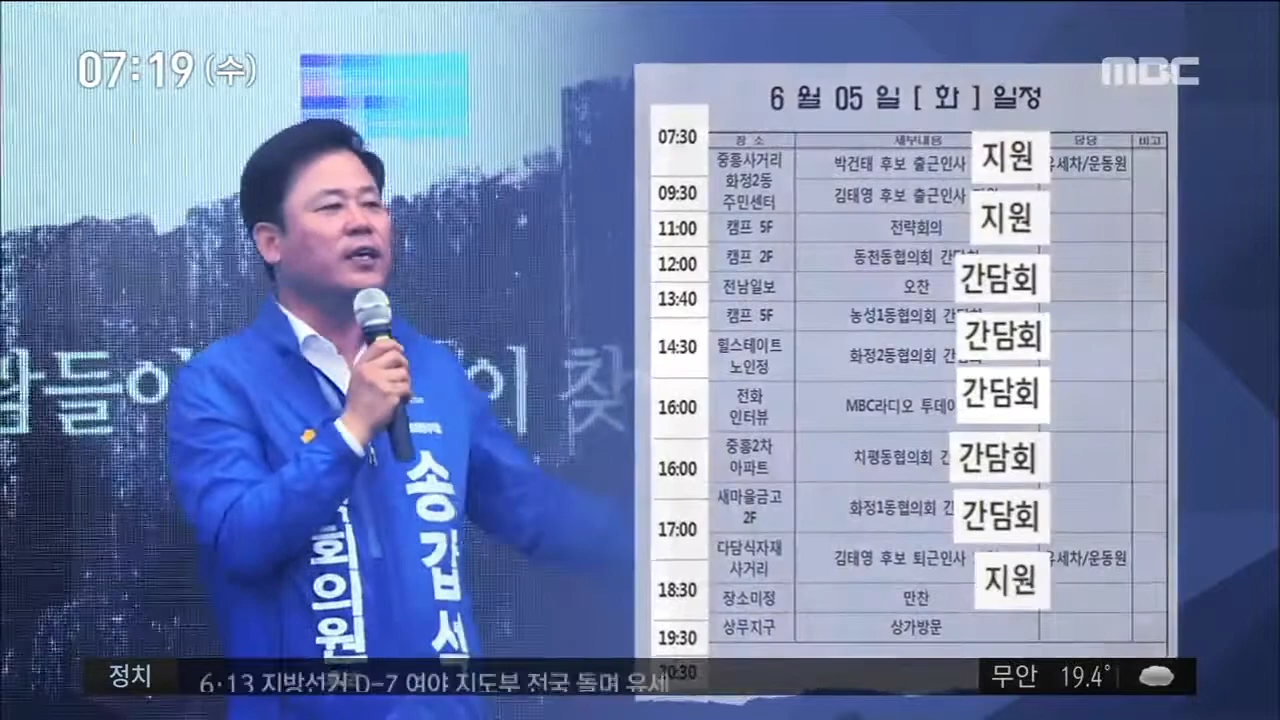 07:19 (수)
MBC
6 월 05 일 [ 화 ] 일정
장 소 세부내용 담당 비고
07:30 중흥사거리 박건태 후보 출근인사 지원 유세차/운동원
09:30 화정2동 주민센터 김태영 후보 출근인사 지원
11:00 캠프 5F 전략회의
12:00 캠프 2F 동천동협의회 간담회
13:40 전남일보 오찬
캠프 5F 농성1동협의회 간담회
14:30 힐스테이트 노인정 화정2동협의회 간담회
16:00 전화 인터뷰 MBC라디오 투데이
16:00 중흥2차 아파트 치평동협의회 간담회
17:00 새마을금고 2F 화정1동협의회 간담회
다담식자재 사거리 김태영 후보 퇴근인사 지원 유세차/운동원
18:30 장소미정 만찬
19:30 상무지구 상가방문
20:30
송갑석
국회의원
이 찾
정치 6·13 지방선거 D-7 여야 지도부 전국 돌며 유세
무안 19.4°